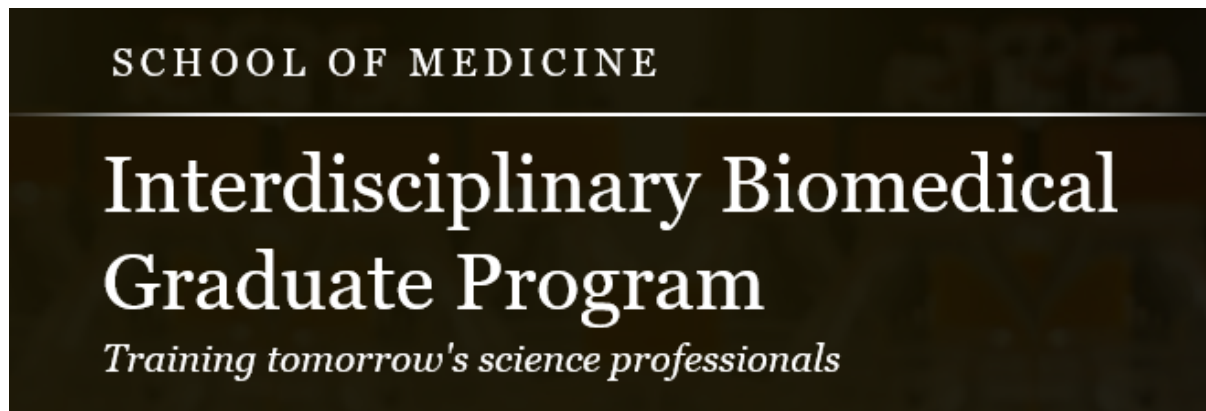 SCHOOL OF MEDICINE
Interdisciplinary Biomedical
Graduate Program
Training tomorrow's science professionals